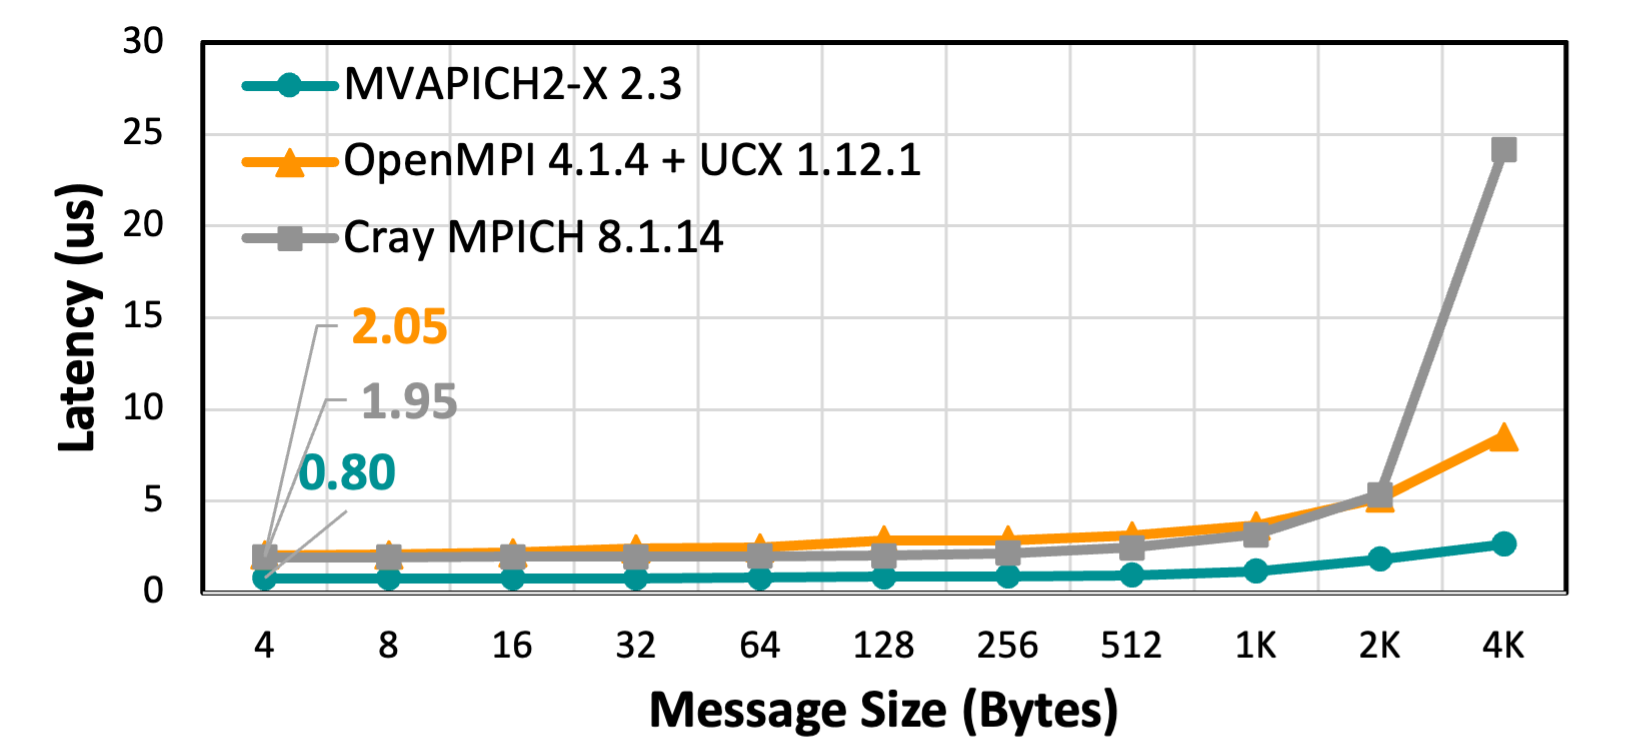 30
25
20
15
10
5
0
Latency (us)
MVAPICH2-X 2.3
OpenMPI 4.1.4 + UCX 1.12.1
Cray MPICH 8.1.14
2.05
1.95
0.80
4 8 16 32 64 128 256 512 1K 2K 4K
Message Size (Bytes)